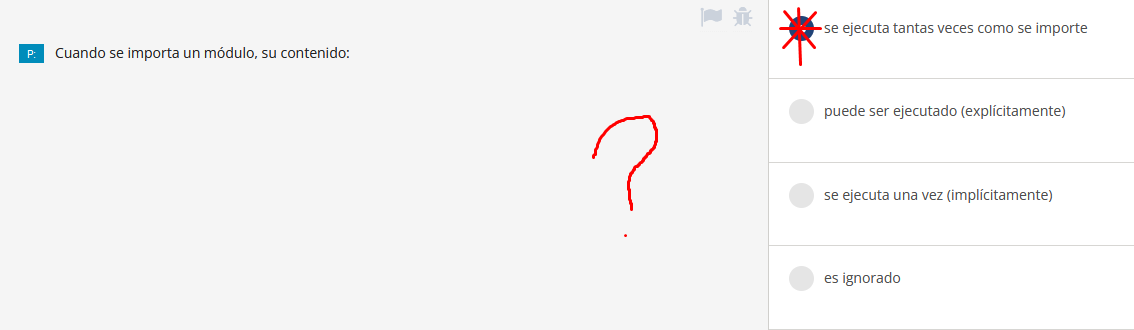 P: Cuando se importa un módulo, su contenido:
?
se ejecuta tantas veces como se importe
puede ser ejecutado (explícitamente)
se ejecuta una vez (implícitamente)
es ignorado